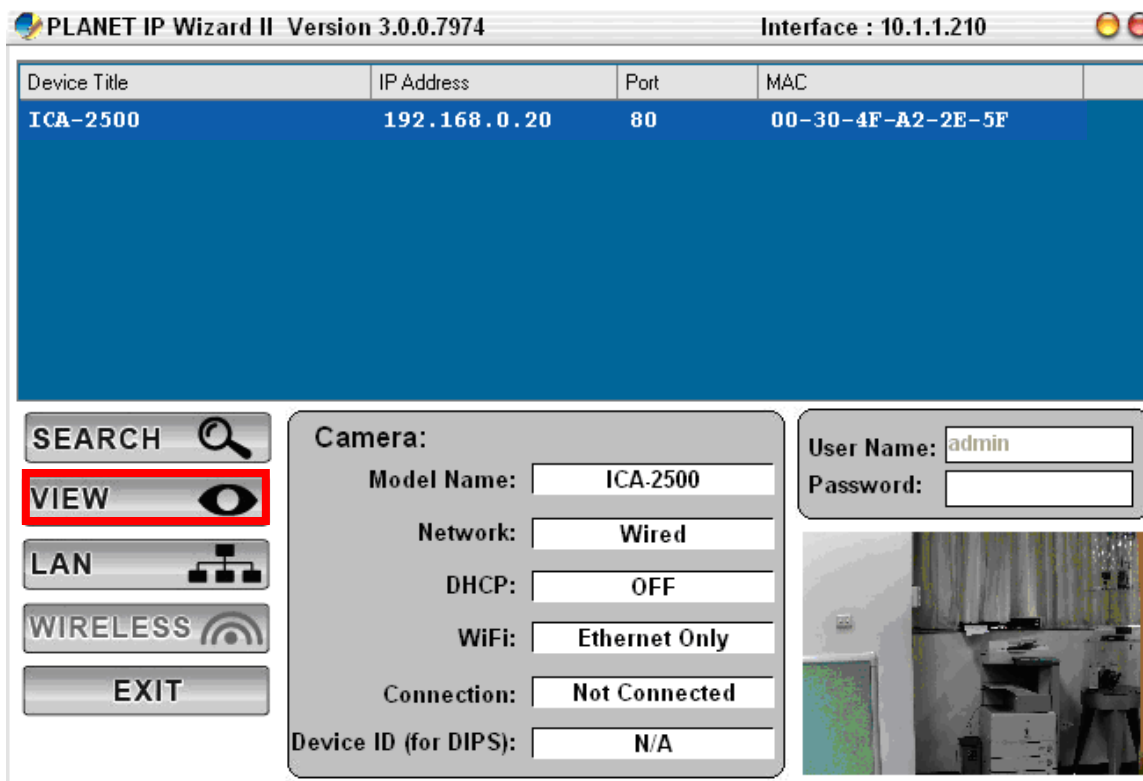 PLANET IP Wizard II Version 3.0.0.7974 Interface : 10.1.1.210
Device Title IP Address Port MAC
ICA-2500 192.168.0.20 80 00-30-4F-A2-2E-5F
SEARCH
VIEW
LAN
WIRELESS
EXIT
Camera:
Model Name: ICA-2500
Network: Wired
DHCP: OFF
WiFi: Ethernet Only
Connection: Not Connected
Device ID (for DIPS): N/A
User Name: admin
Password: